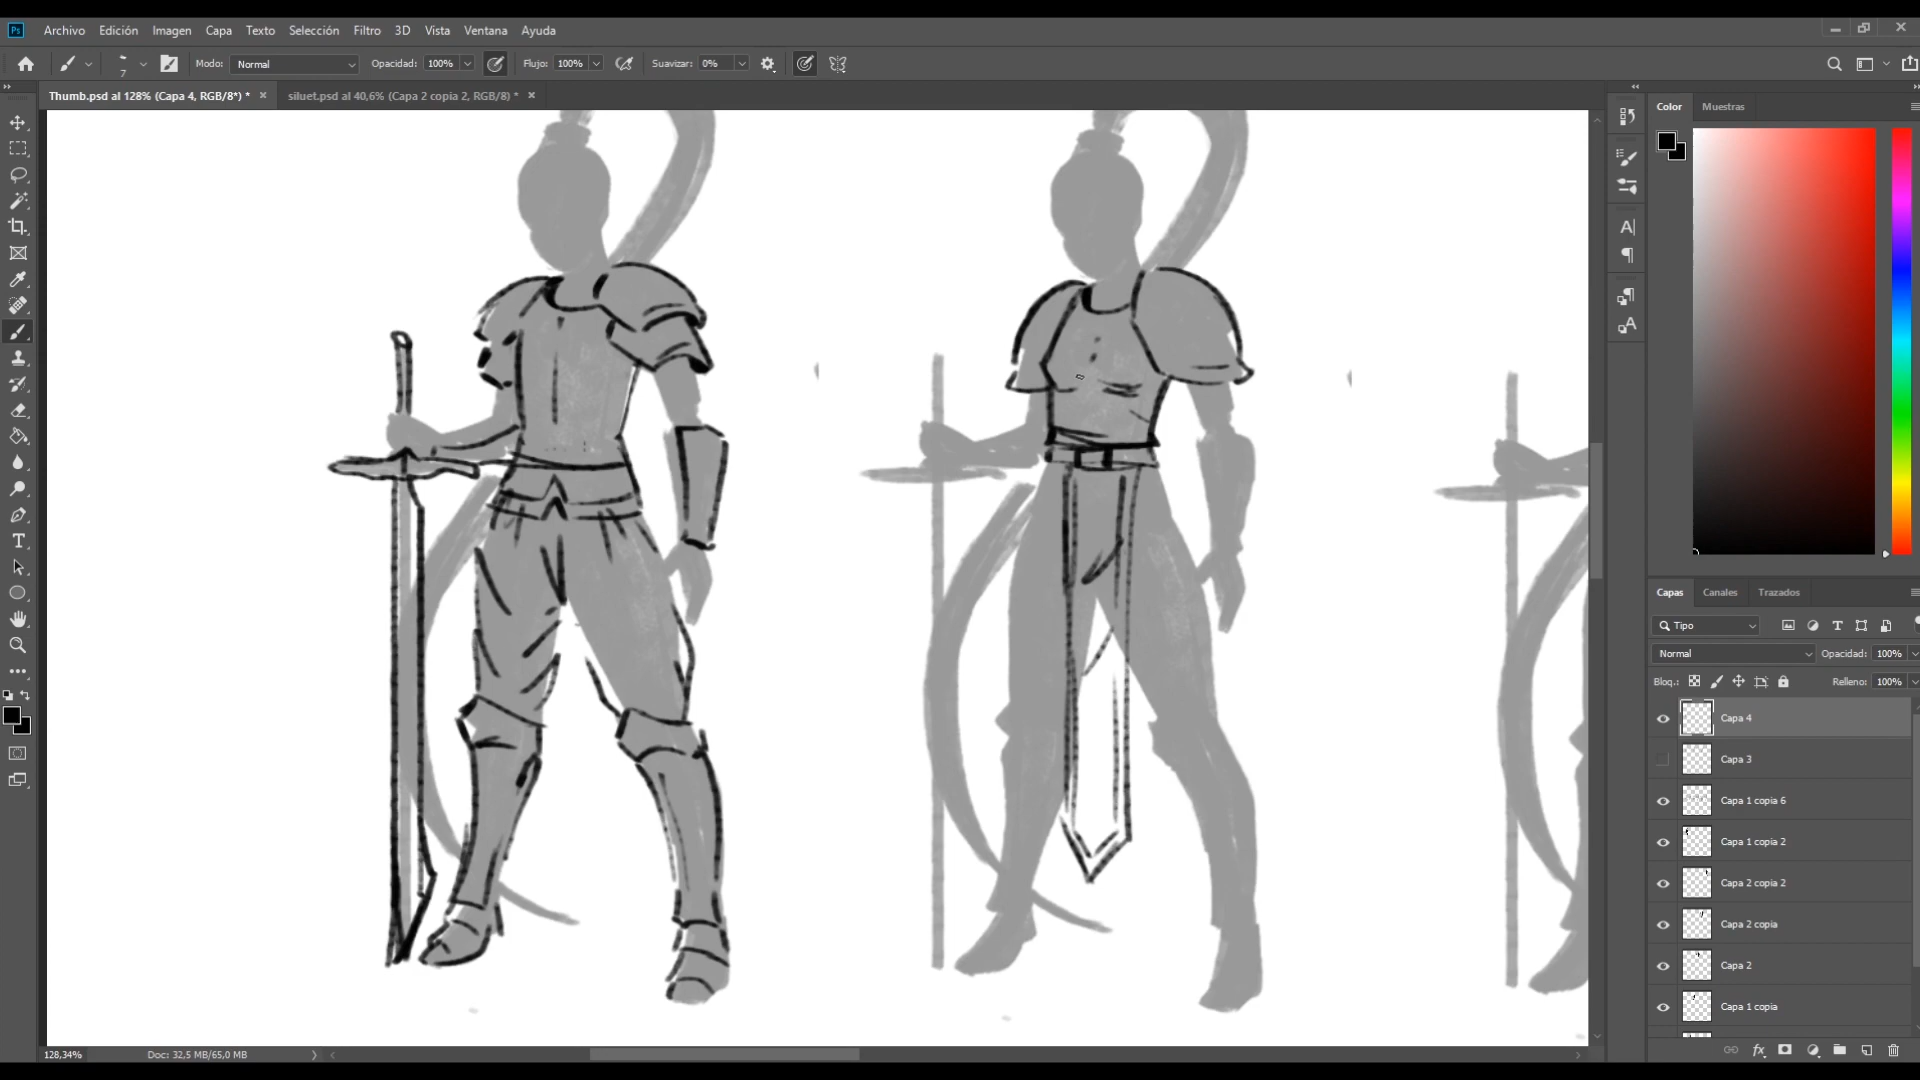 Ps Archivo Edición Imagen Capa Texto Selección Filtro 3D Vista Ventana Ayuda
7 Modo: Normal Opacidad: 100% Flujo: 100% Suavizar: 0%
Thumb.psd al 128% (Capa 4, RGB/8*) * siluet.psd al 40,6% (Capa 2 copia 2, RGB/8) *
Color Muestras
Capas Canales Trazados
Tipo
Normal Opacidad: 100%
Bloq.: Relleno: 100%
Capa 4
Capa 3
Capa 1 copia 6
Capa 1 copia 2
Capa 2 copia 2
Capa 2 copia
Capa 2
Capa 1 copia
128,34% Doc: 32,5 MB/65,0 MB